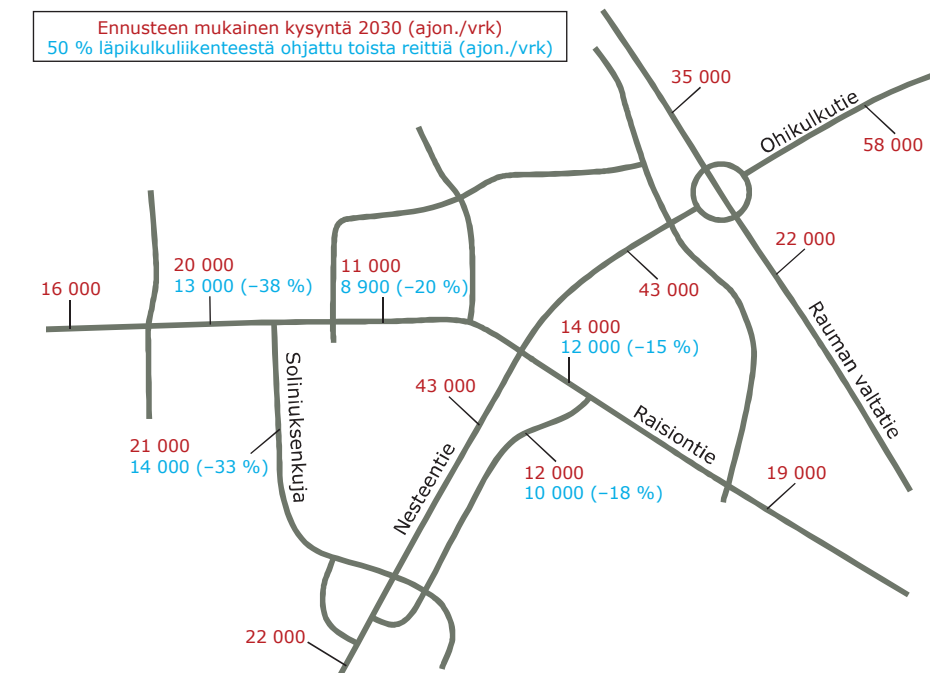 Ennusteen mukainen kysyntä 2030 (ajon./vrk)
50 % läpikulkuliikenteestä ohjattu toista reittiä (ajon./vrk)
35 000
Ohikulkutie
58 000
16 000
20 000
13 000 (–38 %)
11 000
8 900 (–20 %)
43 000
22 000
14 000
12 000 (–15 %)
Rauman valtatie
Soliniuksenkuja
43 000
Raisiontie
21 000
14 000 (–33 %)
Nesteentie
12 000
10 000 (–18 %)
19 000
22 000